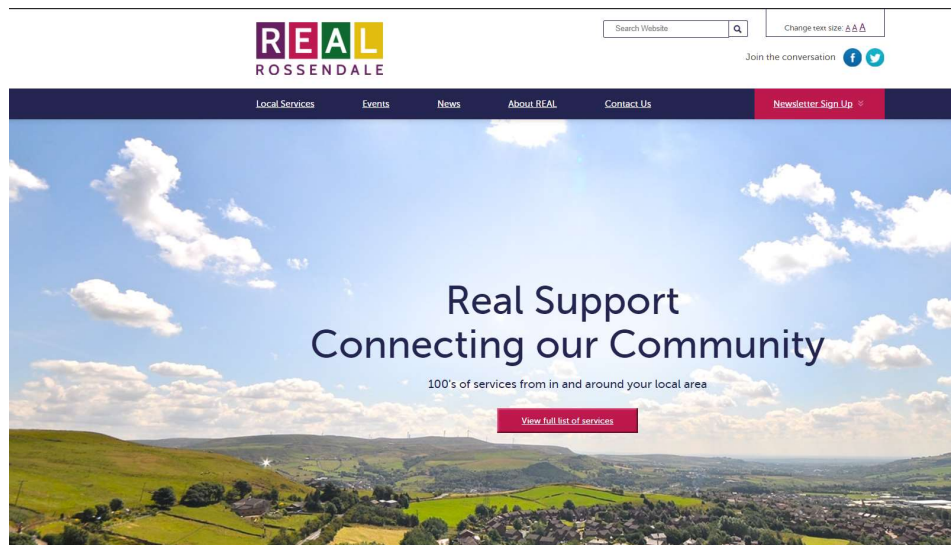 REAL
ROSSENDALE
Search Website
Change text size: A A A
Join the conversation
Local Services
Events
News
About REAL
Contact Us
Newsletter Sign Up
Real Support
Connecting our Community
100's of services from in and around your local area
View full list of services